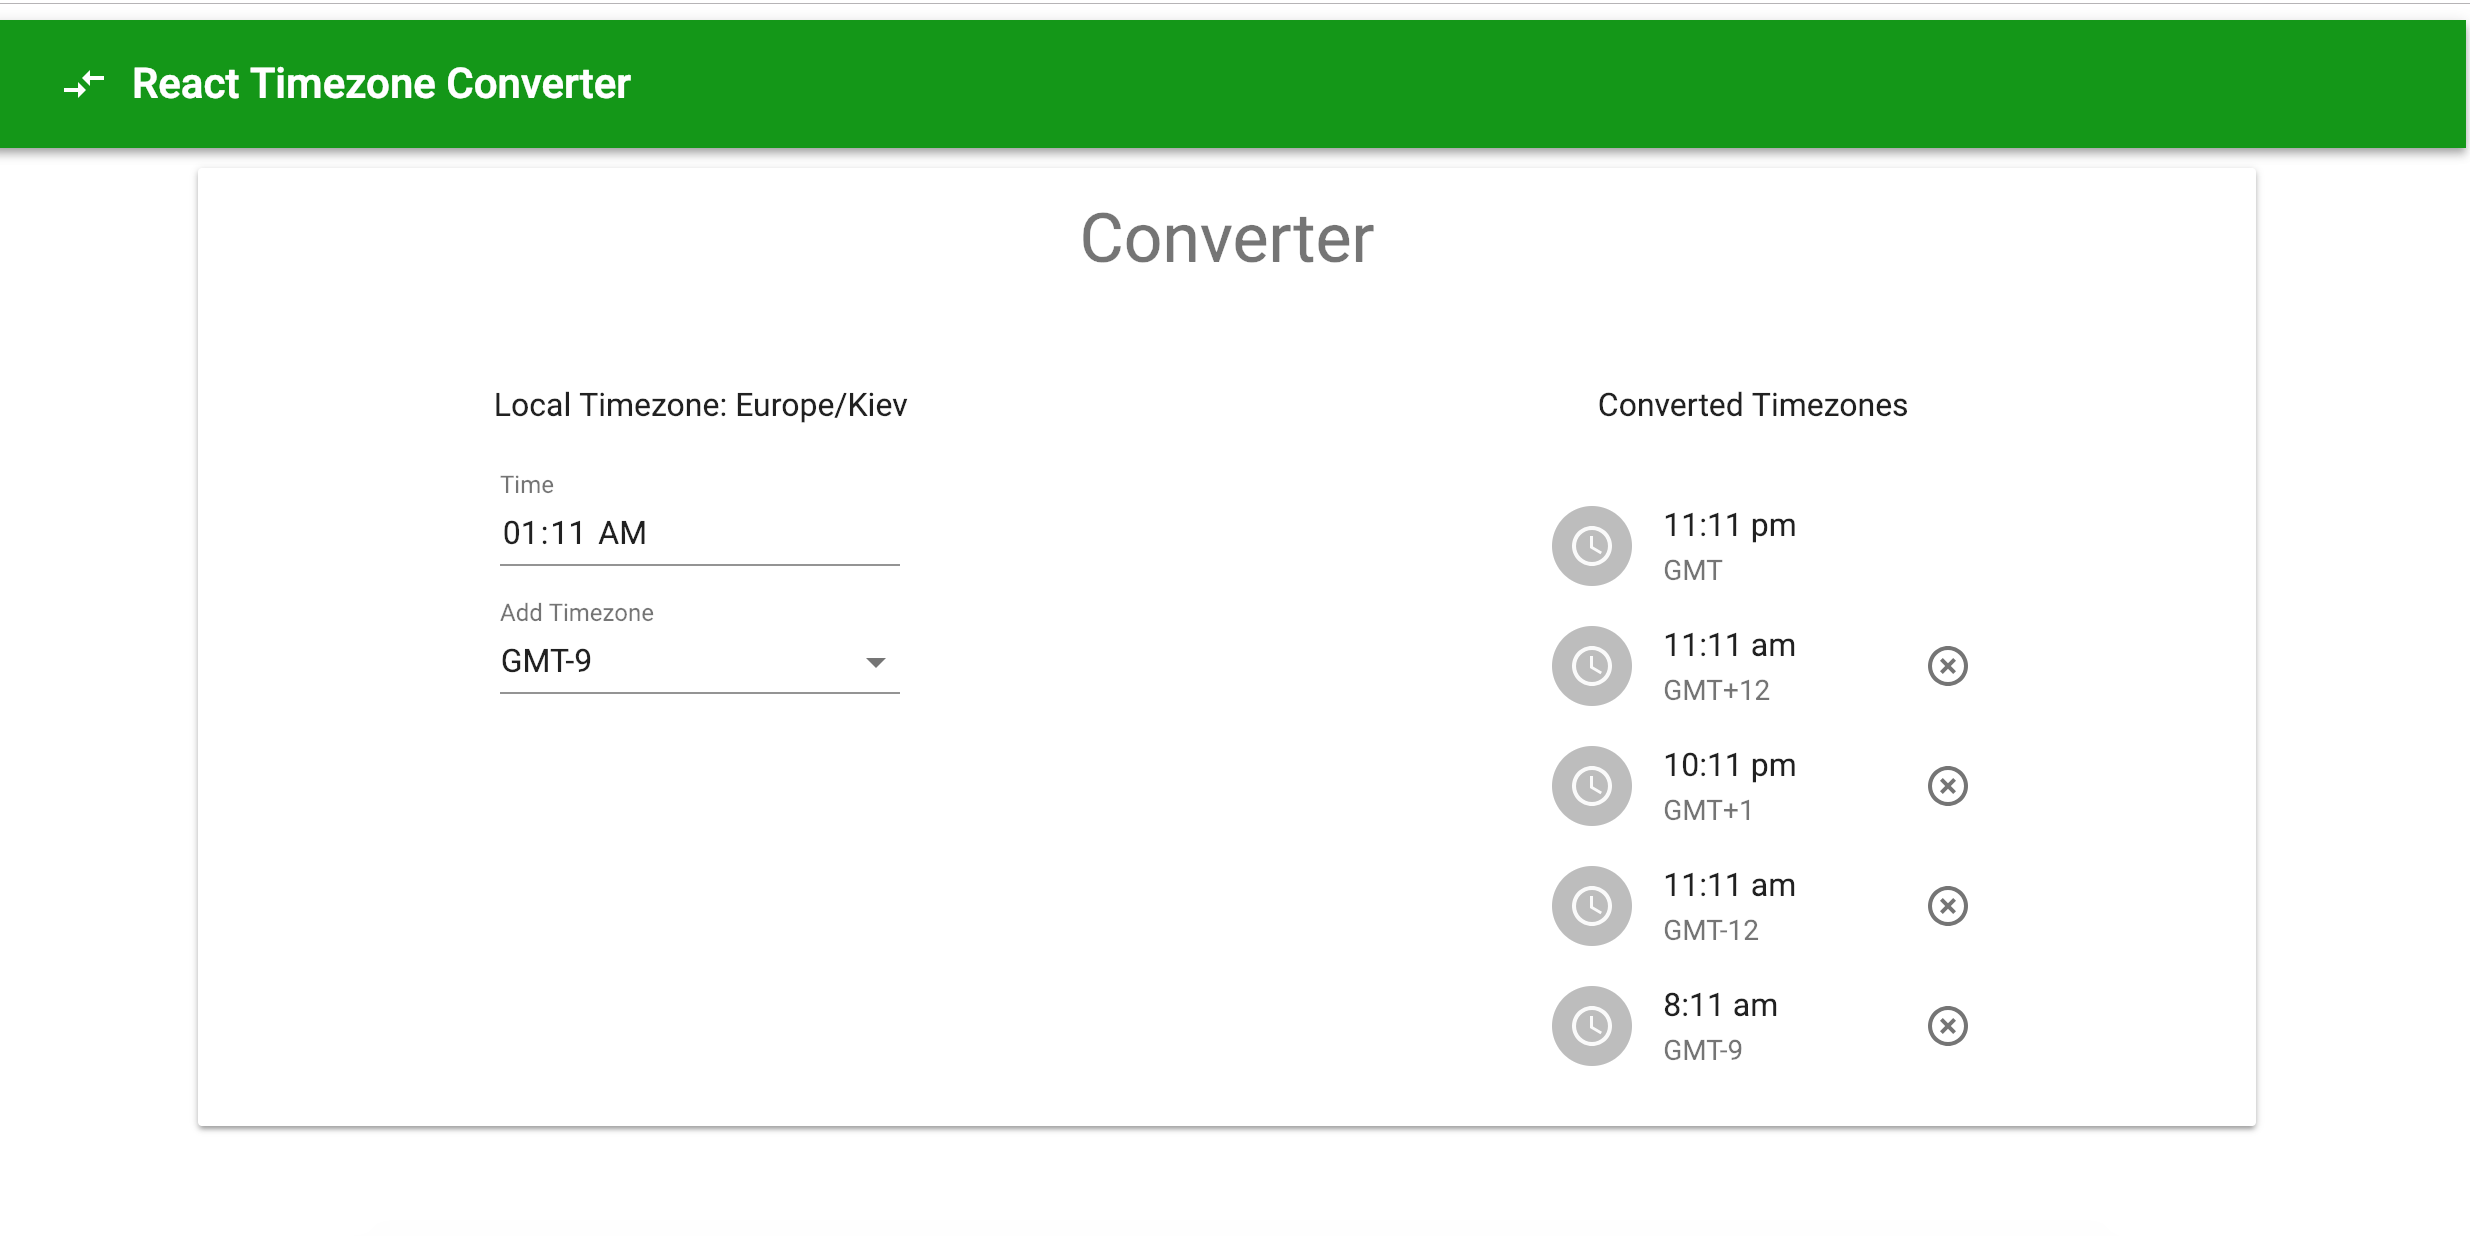 React Timezone Converter
Converter
Local Timezone: Europe/Kiev
Time
01:11 AM
Add Timezone
GMT-9
Converted Timezones
11:11 pm
GMT
11:11 am
GMT+12
10:11 pm
GMT+1
11:11 am
GMT-12
8:11 am
GMT-9